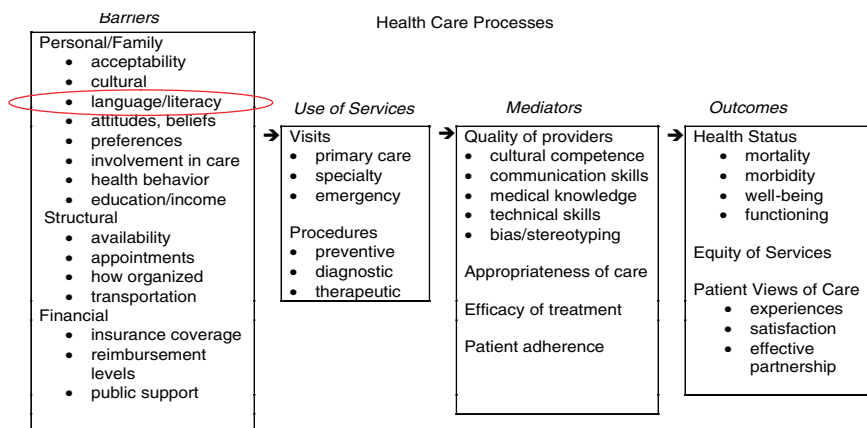 Barriers
Health Care Processes
Personal/Family
• acceptability
• cultural
• language/literacy
• attitudes, beliefs
• preferences
• involvement in care
• health behavior
• education/income
Structural
• availability
• appointments
• how organized
• transportation
Financial
• insurance coverage
• reimbursement
levels
• public support
Use of Services
➔ Visits
• primary care
• specialty
• emergency
Procedures
• preventive
• diagnostic
• therapeutic
Mediators
➔ Quality of providers
• cultural competence
• communication skills
• medical knowledge
• technical skills
• bias/stereotyping
Appropriateness of care
Efficacy of treatment
Patient adherence
Outcomes
➔ Health Status
• mortality
• morbidity
• well-being
• functioning
Equity of Services
Patient Views of Care
• experiences
• satisfaction
• effective
partnership